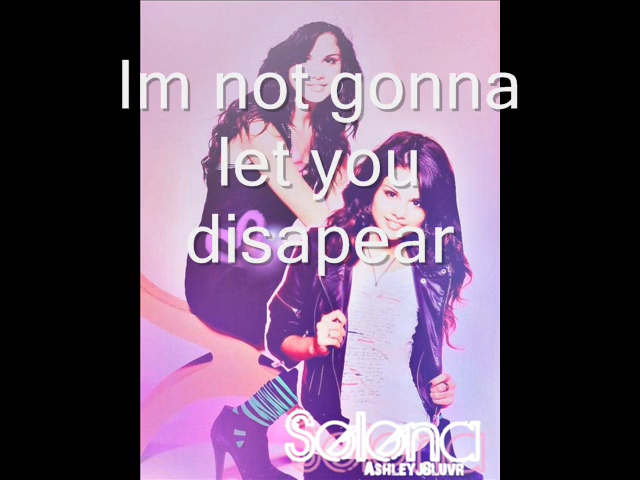 Im not gonna
let you
disapear
Selena
AshleyJBluvr